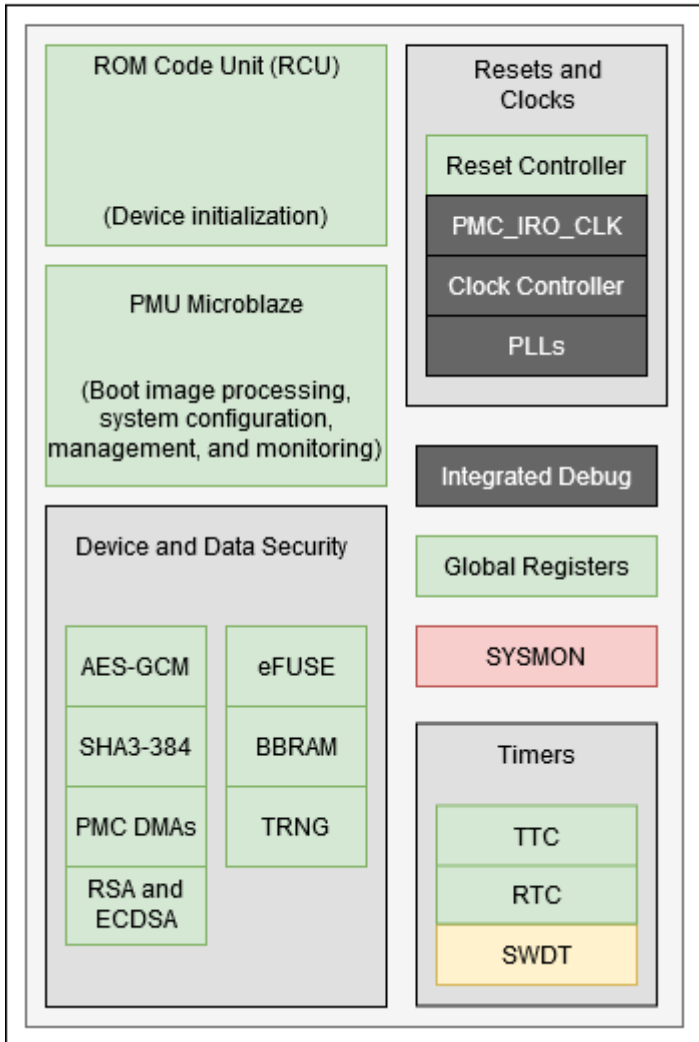 ROM Code Unit (RCU)
(Device initialization)
PMU Microblaze
(Boot image processing,
system configuration,
management, and monitoring)
Device and Data Security
AES-GCM
SHA3-384
PMC DMAs
RSA and
ECDSA
eFUSE
BBRAM
TRNG
Resets and
Clocks
Reset Controller
PMC_IRO_CLK
Clock Controller
PLLs
Integrated Debug
Global Registers
SYSMON
Timers
TTC
RTC
SWDT